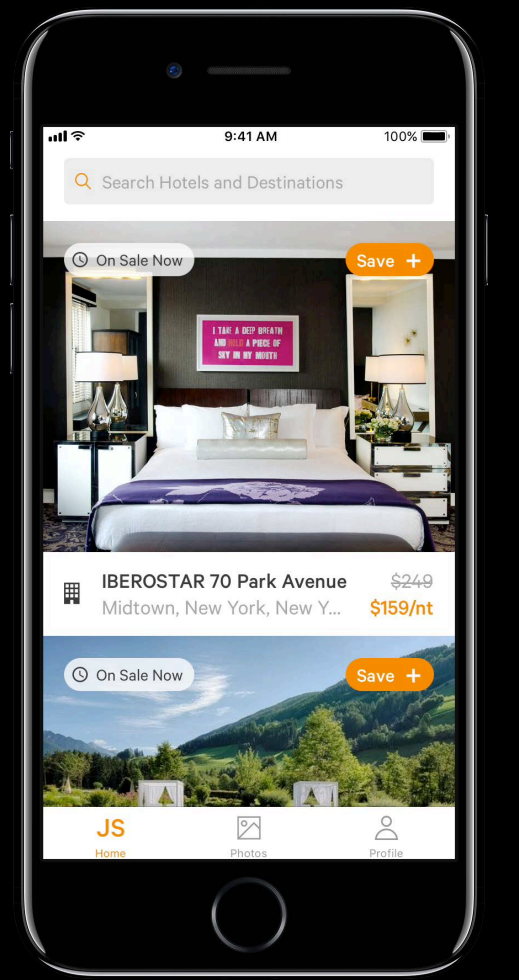 9:41 AM
100%
Search Hotels and Destinations
On Sale Now
Save +
I TAKE A DEEP BREATH
AND HOLD A PIECE OF
SKY IN MY MOUTH
IBEROSTAR 70 Park Avenue
$249
Midtown, New York, New Y...
$159/nt
On Sale Now
Save +
JS
Home
Photos
Profile